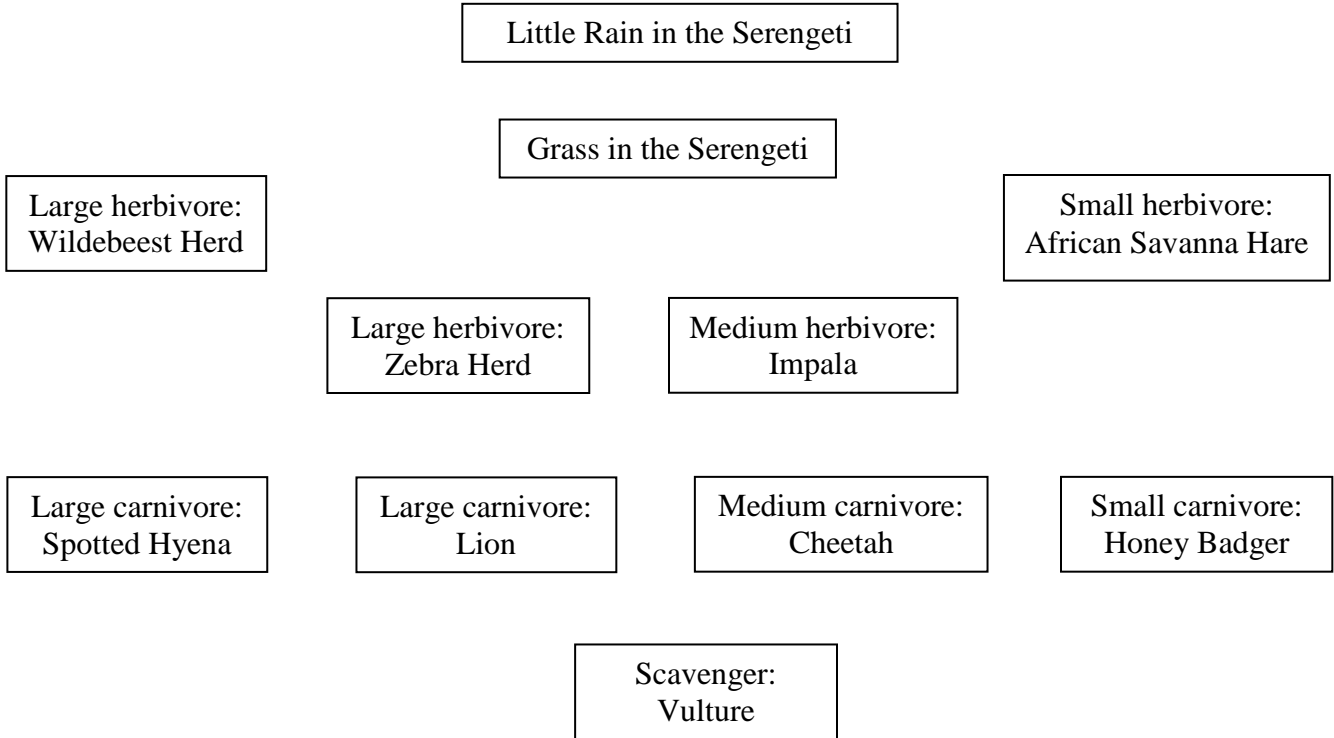 Little Rain in the Serengeti
Grass in the Serengeti
Large herbivore:
Wildebeest Herd
Small herbivore:
African Savanna Hare
Large herbivore:
Zebra Herd
Medium herbivore:
Impala
Large carnivore:
Spotted Hyena
Large carnivore:
Lion
Medium carnivore:
Cheetah
Small carnivore:
Honey Badger
Scavenger:
Vulture